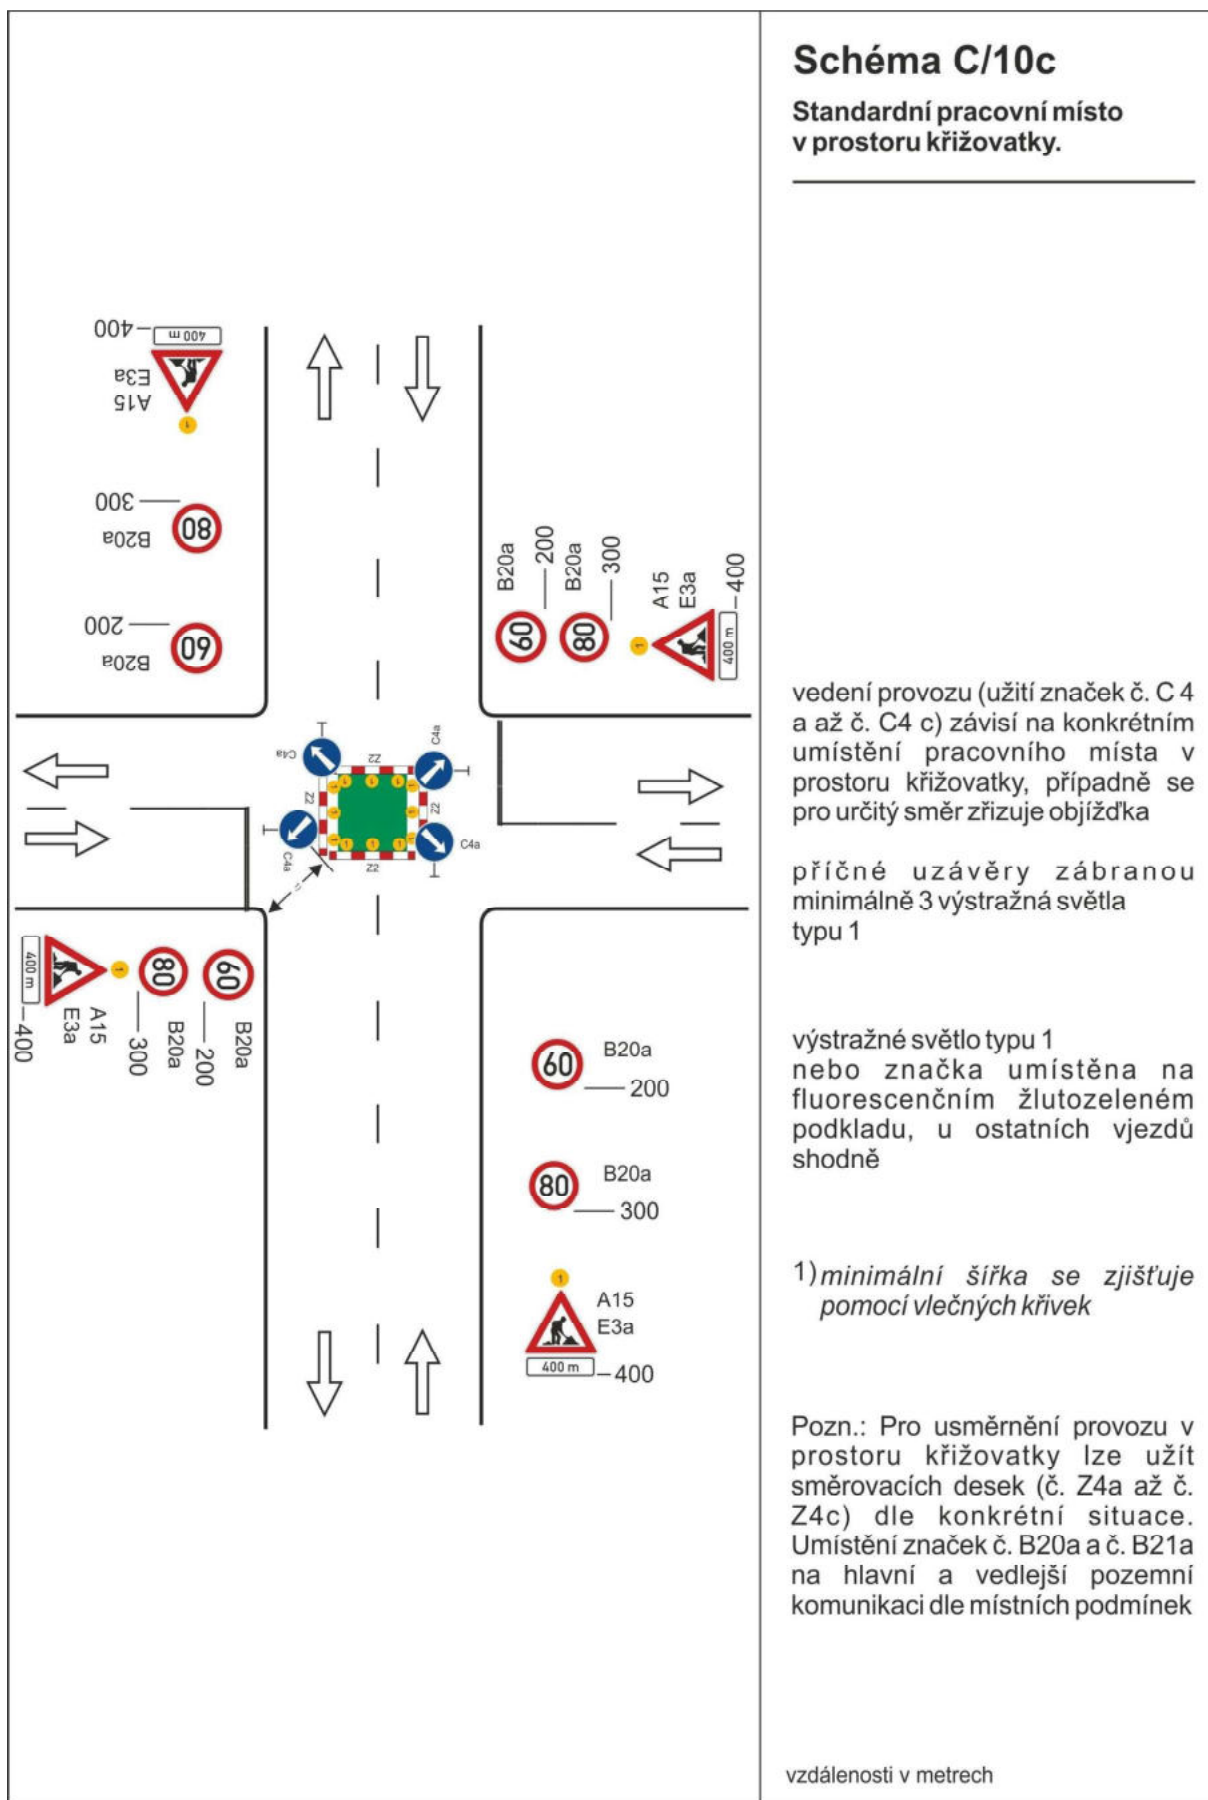 Schéma C/10c
Standardní pracovní místo
v prostoru křižovatky.
400
400 m
E3a
A15
1
300
80
B20a
200
60
B20a
B20a
200
60
B20a
300
80
A15
E3a
400
1
400 m
C4a
Z2
C4a
Z2
Z2
C4a
Z2
C4a
1)
400 m
1
80
60
400
E3a
A15
300
B20a
200
B20a
60
B20a
200
80
B20a
300
1
A15
E3a
400 m
400
vedení provozu (užití značek č. C 4
a až č. C4 c) závisí na konkrétním
umístění pracovního místa v
prostoru křižovatky, případně se
pro určitý směr zřizuje objížďka
příčné uzávěry zábranou
minimálně 3 výstražná světla
typu 1
výstražné světlo typu 1
nebo značka umístěna na
fluorescenčním žlutozeleném
podkladu, u ostatních vjezdů
shodně
1) minimální šířka se zjišťuje
pomocí vlečných křivek
Pozn.: Pro usměrnění provozu v
prostoru křižovatky lze užít
směrovacích desek (č. Z4a až č.
Z4c) dle konkrétní situace.
Umístění značek č. B20a a č. B21a
na hlavní a vedlejší pozemní
komunikaci dle místních podmínek
vzdálenosti v metrech